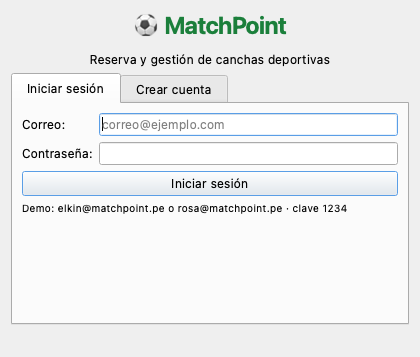 MatchPoint
Reserva y gestión de canchas deportivas
Iniciar sesión
Crear cuenta
Correo:
correo@ejemplo.com
Contraseña:
Iniciar sesión
Demo: elkin@matchpoint.pe o rosa@matchpoint.pe · clave 1234